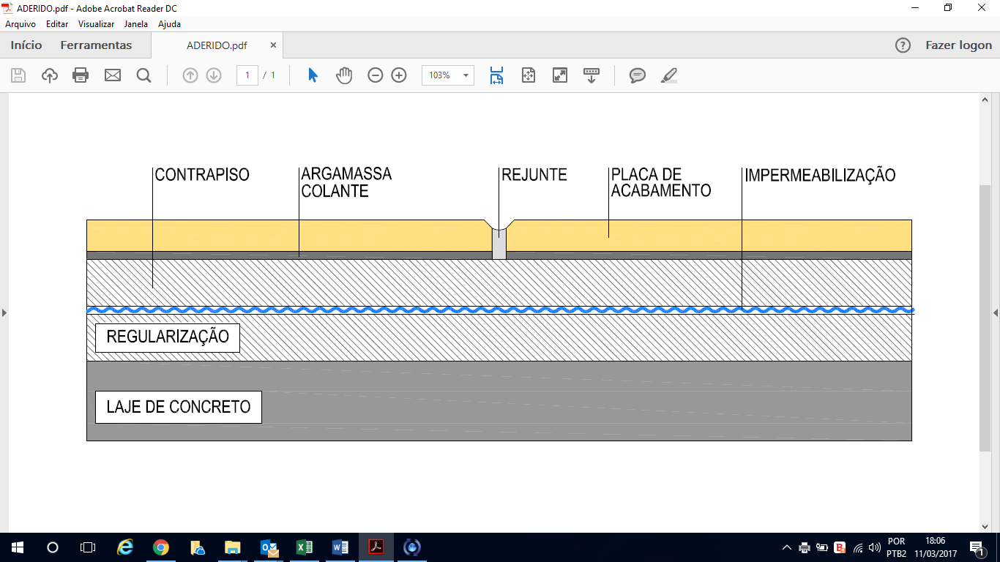 ADERIDO.pdf - Adobe Acrobat Reader DC
Arquivo Editar Visualizar Janela Ajuda
Início Ferramentas ADERIDO.pdf × ? Fazer logon
1 / 1 103%
CONTRAPISO
ARGAMASSA
COLANTE
REJUNTE
PLACA DE
ACABAMENTO
IMPERMEABILIZAÇÃO
REGULARIZAÇÃO
LAJE DE CONCRETO
POR
PTB2
18:06
11/03/2017
1